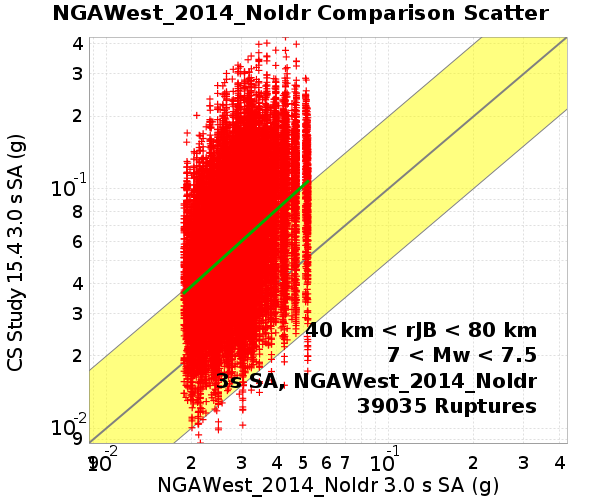 NGAWest_2014_NoIdr Comparison Scatter
CS Study 15.4 3.0 s SA (g)
4
3
2
10-1
8
6
4
3
2
10-2
9
40 km < rJB < 80 km
7 < Mw < 7.5
3s SA, NGAWest_2014_NoIdr
39035 Ruptures
9 10-2 2 3 4 5 6 7 10-1 2 3 4
NGAWest_2014_NoIdr 3.0 s SA (g)